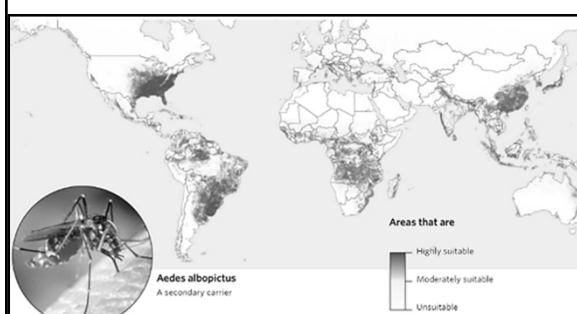 Areas that are
Highly suitable
Moderately suitable
Unsuitable
Aedes albopictus
A secondary carrier